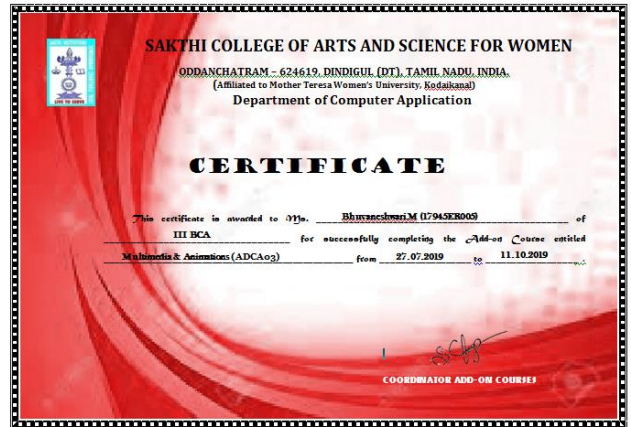 SAKTHI COLLEGE OF ARTS AND SCIENCE FOR WOMEN
ODDANCHATRAM – 624619, DINDIGUL (DT), TAMIL NADU, INDIA.
(Affiliated to Mother Teresa Women's University, Kodaikanal)
Department of Computer Application
LIVE TO SERVE
CERTIFICATE
This certificate is awarded to Ms. Bhuvaneshwari.M (17945ER005) of
III BCA for successfully completing the Add-on Course entitled
Multimedia & Animations (ADCA03) from 27.07.2019 to 11.10.2019
COORDINATOR ADD-ON COURSES